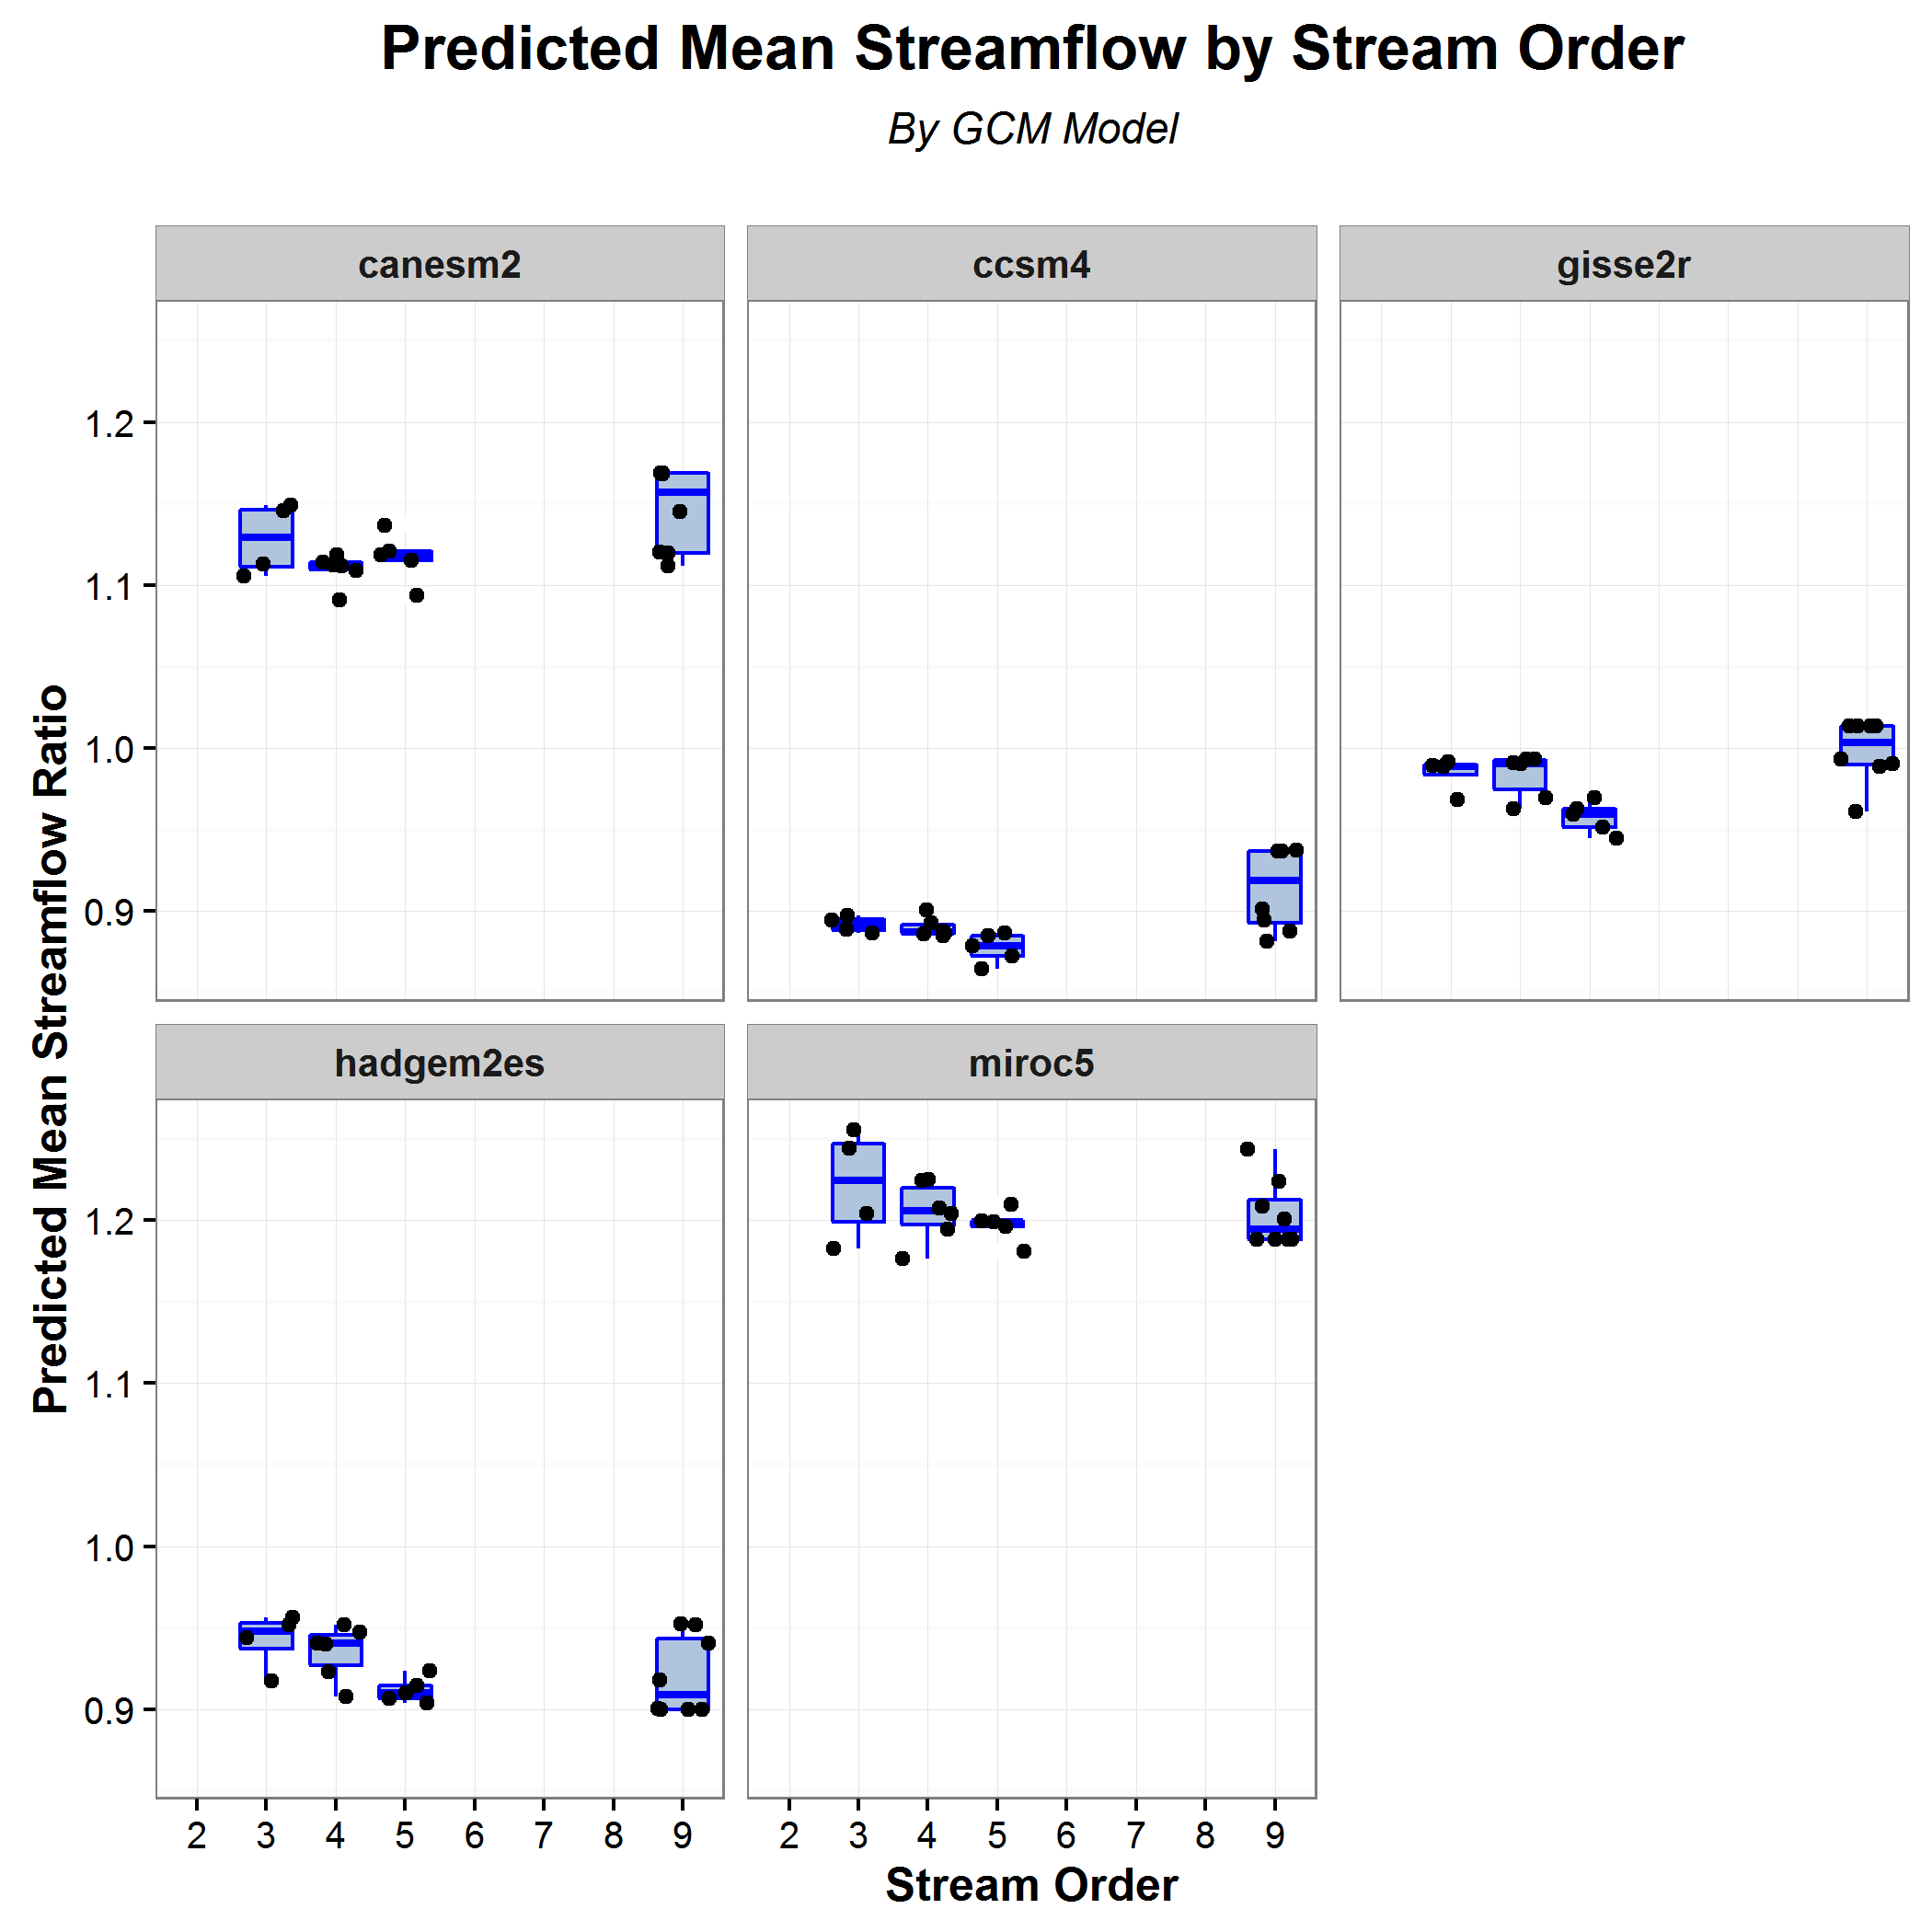 Predicted Mean Streamflow by Stream Order
By GCM Model
canesm2
ccsm4
gisse2r
1.2
1.1
1.0
0.9
Predicted Mean Streamflow Ratio
hadgem2es
miroc5
1.2
1.1
1.0
0.9
2 3 4 5 6 7 8 9
2 3 4 5 6 7 8 9
Stream Order